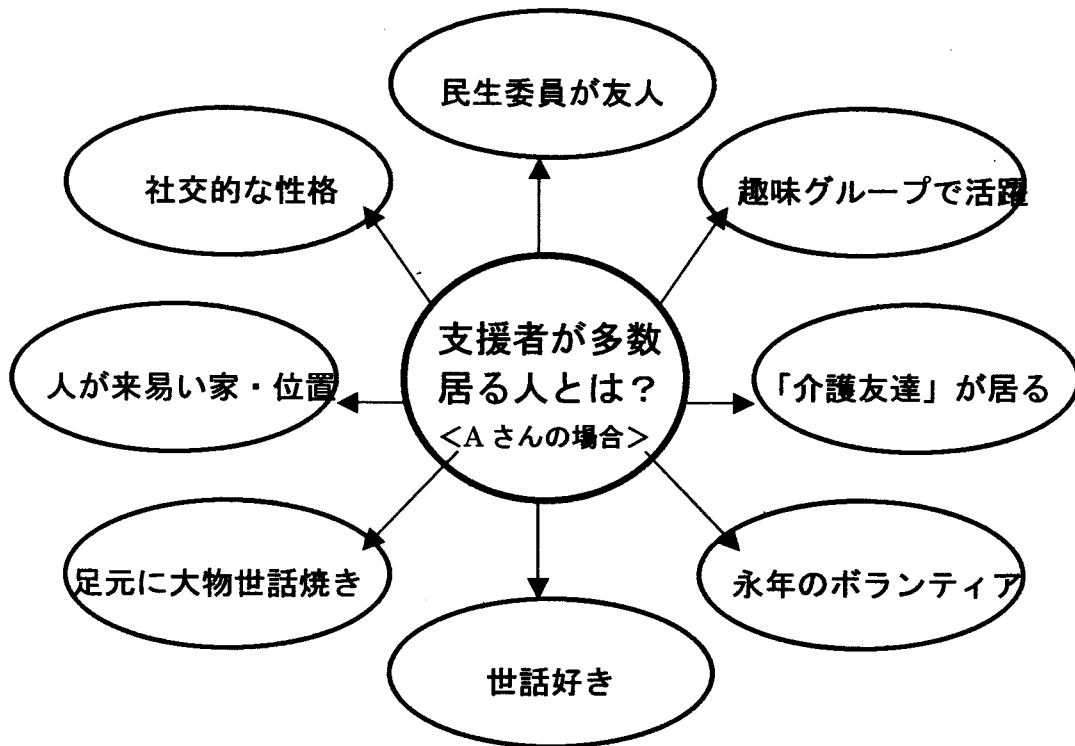 民生委員が友人
社交的な性格
趣味グループで活躍
支援者が多数
居る人とは？
＜Aさんの場合＞
人が来易い家・位置
「介護友達」が居る
足元に大物世話焼き
永年のボランティア
世話好き